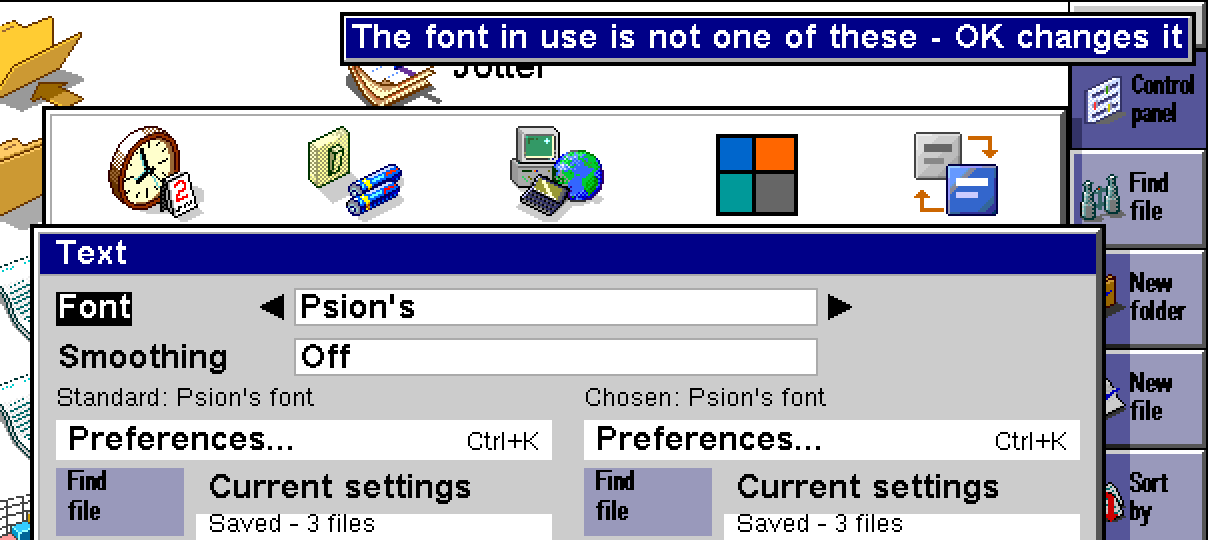 The font in use is not one of these - OK changes it
Jotter
Control
panel
Find
file
New
folder
New
file
Sort
by
2
Text
Font
Psion's
Smoothing
Off
Standard: Psion's font
Chosen: Psion's font
Preferences... Ctrl+K
Preferences... Ctrl+K
Find
file
Current settings
Saved - 3 files
Find
file
Current settings
Saved - 3 files